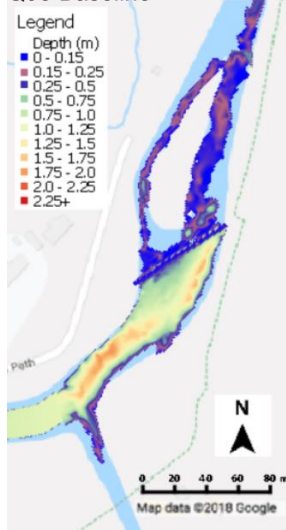 Baseline
Legend
Depth (m)
0 - 0.15
0.15 - 0.25
0.25 - 0.5
0.5 - 0.75
0.75 - 1.0
1.0 - 1.25
1.25 - 1.5
1.5 - 1.75
1.75 - 2.0
2.0 - 2.25
2.25+
Path
N
0 20 40 60 80 m
Map data ©2018 Google